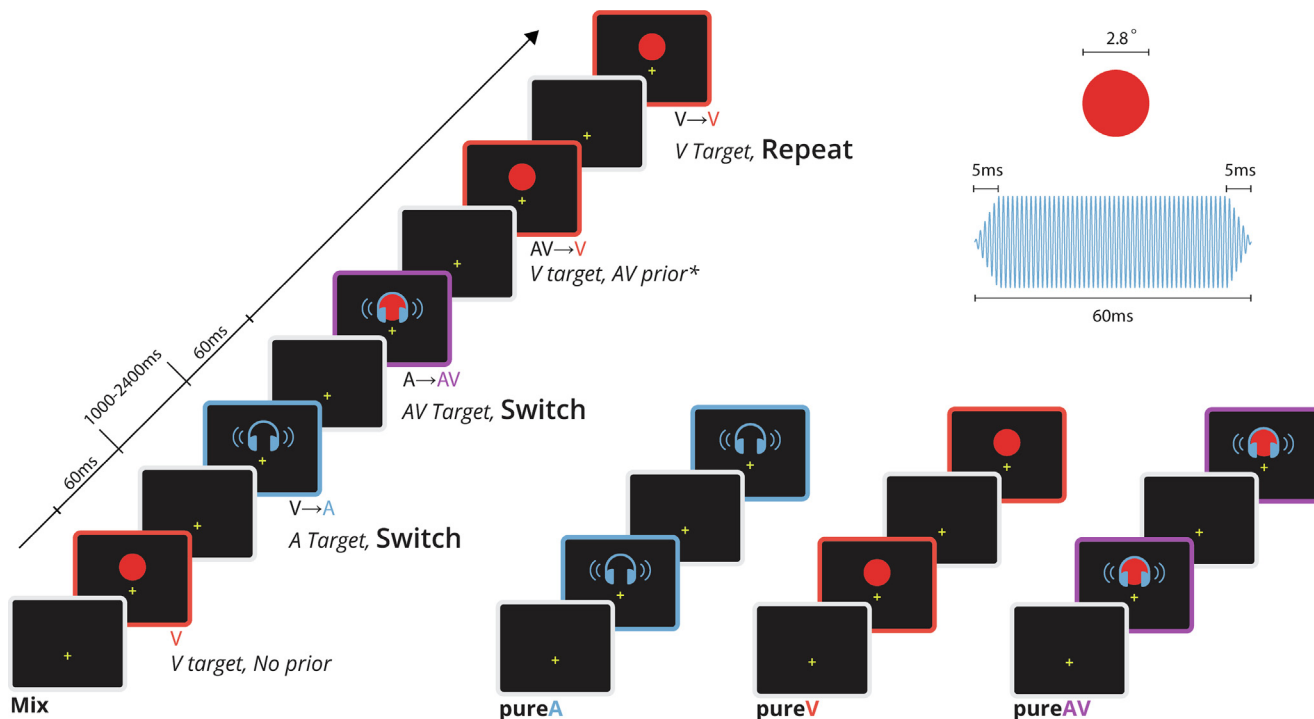 V→V
V Target, Repeat
AV→V
V target, AV prior*
A→AV
AV Target, Switch
V→A
A Target, Switch
V
V target, No prior
60ms
1000-2400ms
60ms
Mix
pureA
pureV
pureAV
2.8°
5ms
5ms
60ms